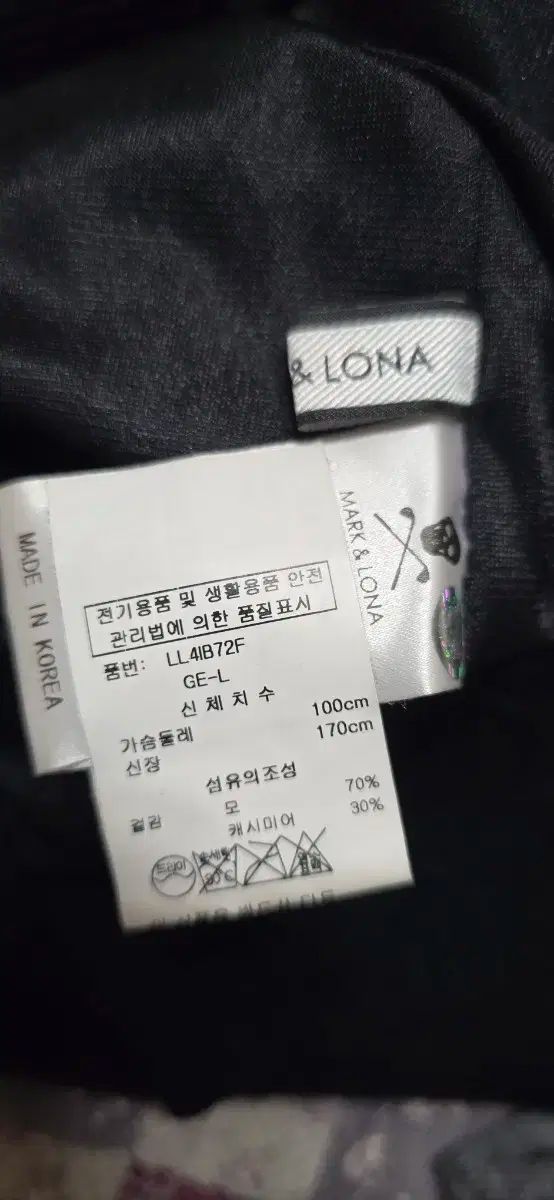 & LONA
MARK & LONA
MADE IN KOREA
전기용품 및 생활용품 안전
관리법에 의한 품질표시
품번: LL4IB72F
GE-L
신 체 치 수
가슴둘레 100cm
신장 170cm
섬유의조성
겉감 모 70%
캐시미어 30%
드라이